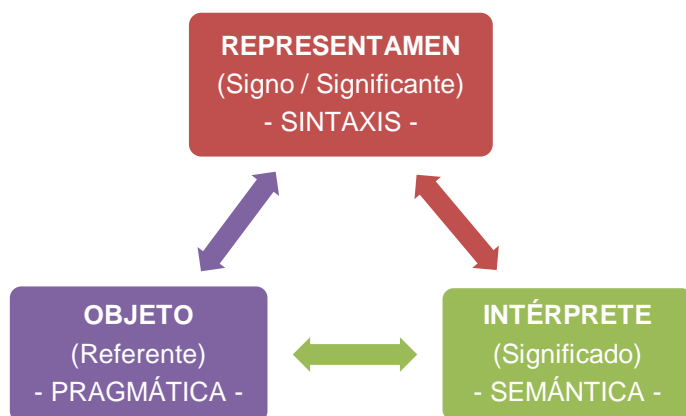 REPRESENTAMEN
(Signo / Significante)
- SINTAXIS -
OBJETO
(Referente)
- PRAGMÁTICA -
INTÉRPRETE
(Significado)
- SEMÁNTICA -